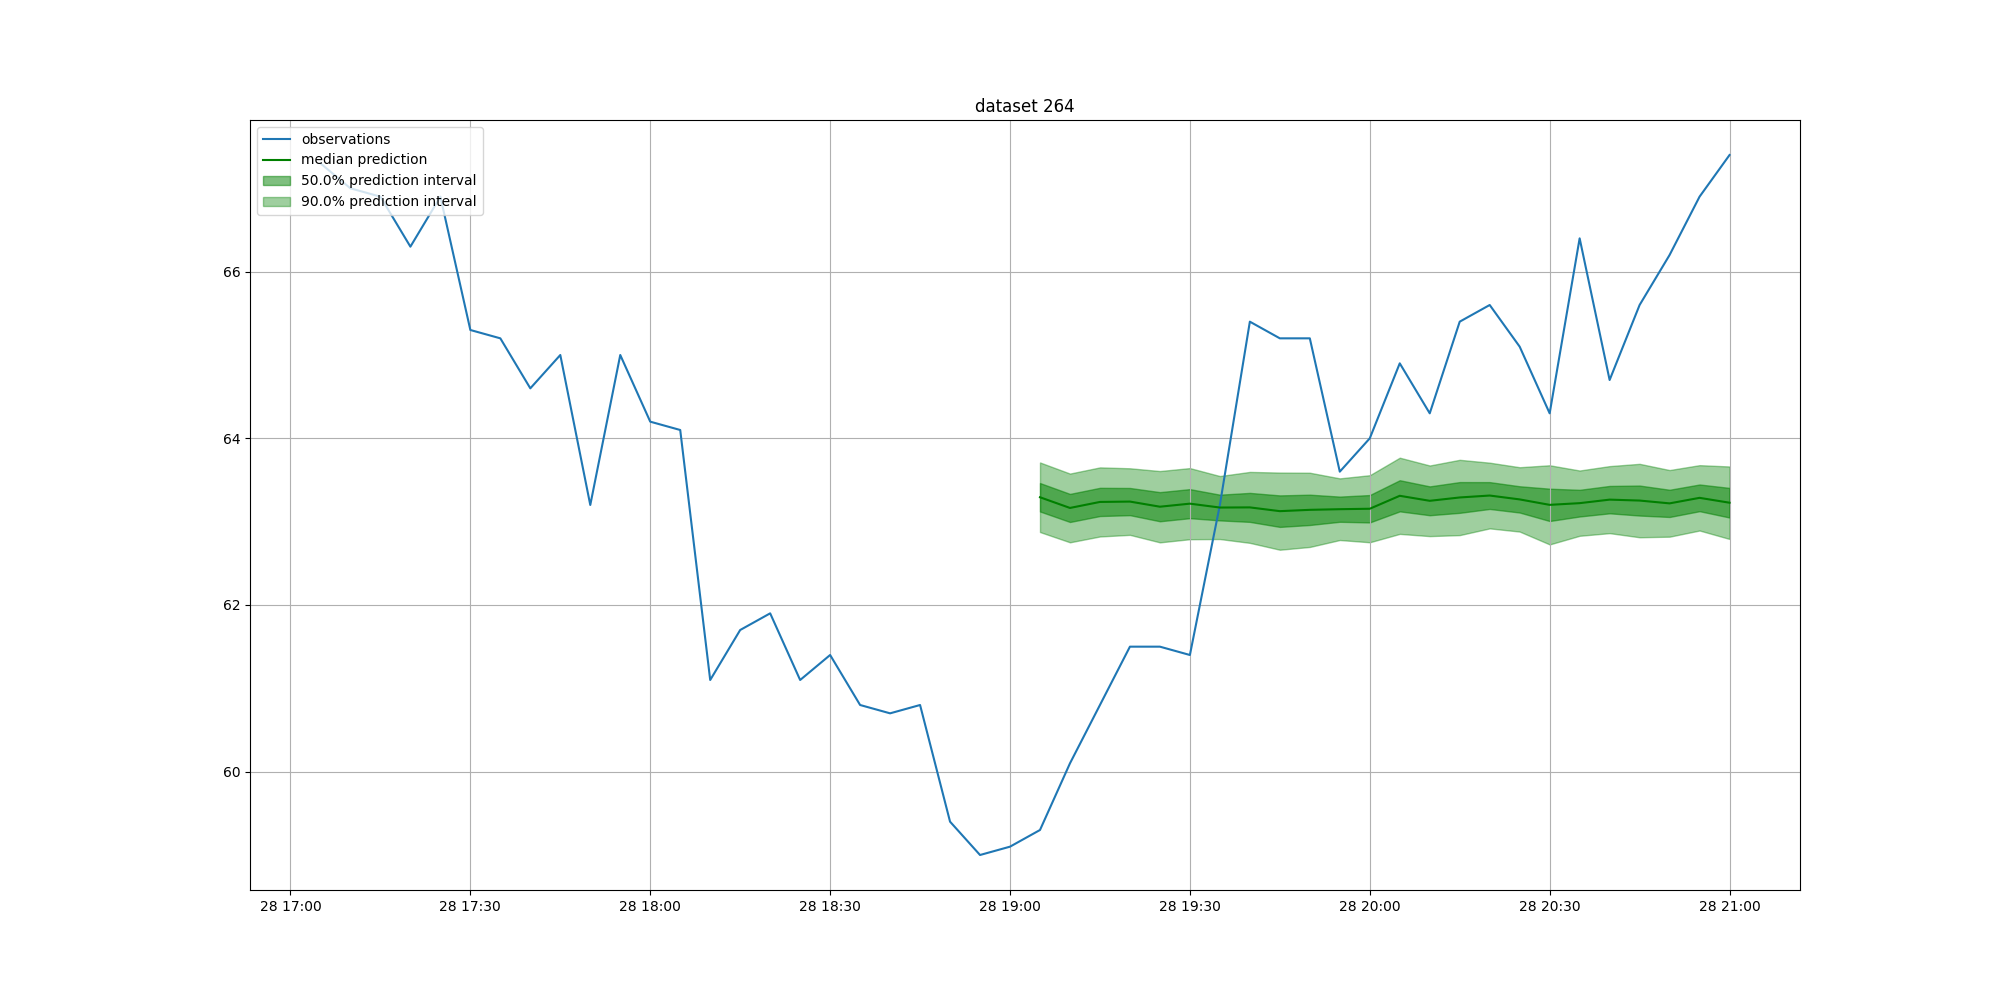 dataset 264
observations
median prediction
50.0% prediction interval
90.0% prediction interval
66
64
62
60
28 17:00 28 17:30 28 18:00 28 18:30 28 19:00 28 19:30 28 20:00 28 20:30 28 21:00